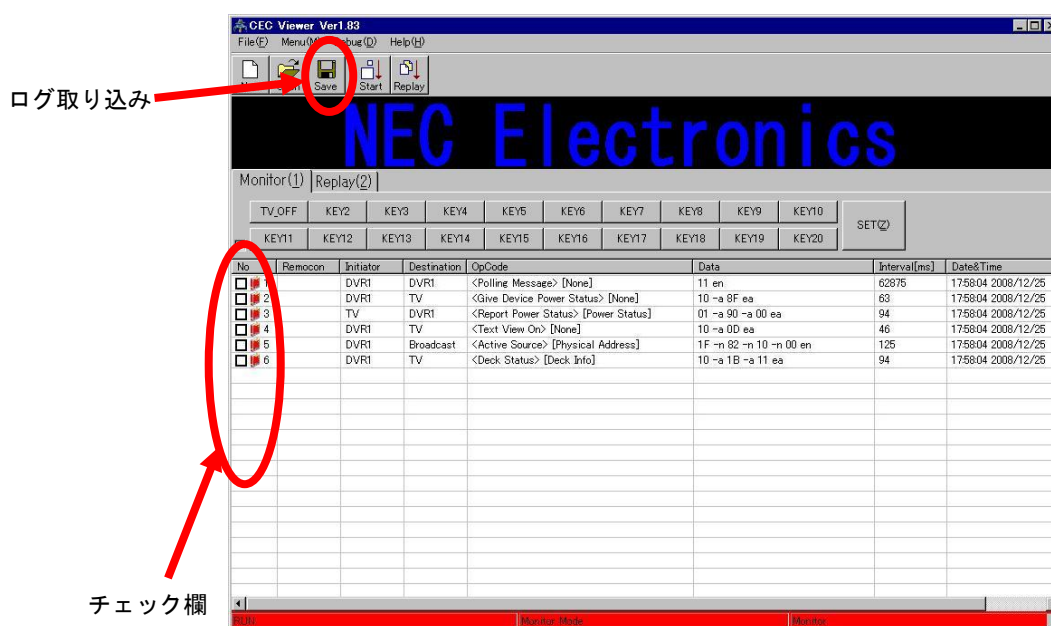 CEC Viewer Ver1.83
File(F) Menu(M) Debug(D) Help(H)
Save Start Replay
ログ取り込み
NEC Electronics
Monitor(1) Replay(2)
TV_OFF KEY2 KEY3 KEY4 KEY5 KEY6 KEY7 KEY8 KEY9 KEY10
SET(Z)
KEY11 KEY12 KEY13 KEY14 KEY15 KEY16 KEY17 KEY18 KEY19 KEY20
No Remocon Initiator Destination OpCode Data Interval[ms] Date&Time
1 DVR1 DVR1 <Polling Message> [None] 11 en 62875 17:58:04 2008/12/25
2 DVR1 TV <Give Device Power Status> [None] 10 -a 8F ea 63 17:58:04 2008/12/25
3 TV DVR1 <Report Power Status> [Power Status] 01 -a 90 -a 00 ea 94 17:58:04 2008/12/25
4 DVR1 TV <Text View On> [None] 10 -a 0D ea 46 17:58:04 2008/12/25
5 DVR1 Broadcast <Active Source> [Physical Address] 1F -n 82 -n 10 -n 00 en 125 17:58:04 2008/12/25
6 DVR1 TV <Deck Status> [Deck Info] 10 -a 1B -a 11 ea 94 17:58:04 2008/12/25
チェック欄
RUN Monitor Mode Monitor